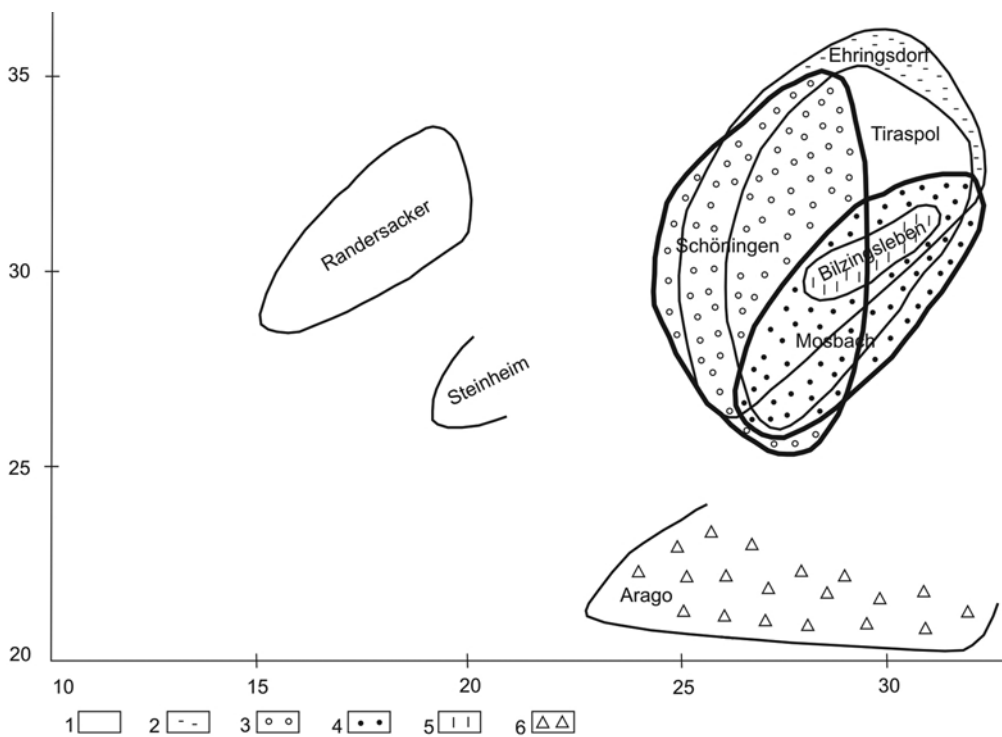 35
Ehringsdorf
Tiraspol
Randersacker
Schöningen
Bilzingsleben
30
Mosbach
Steinheim
25
Arago
20
10 15 20 25 30
1 2 3 4 5 6